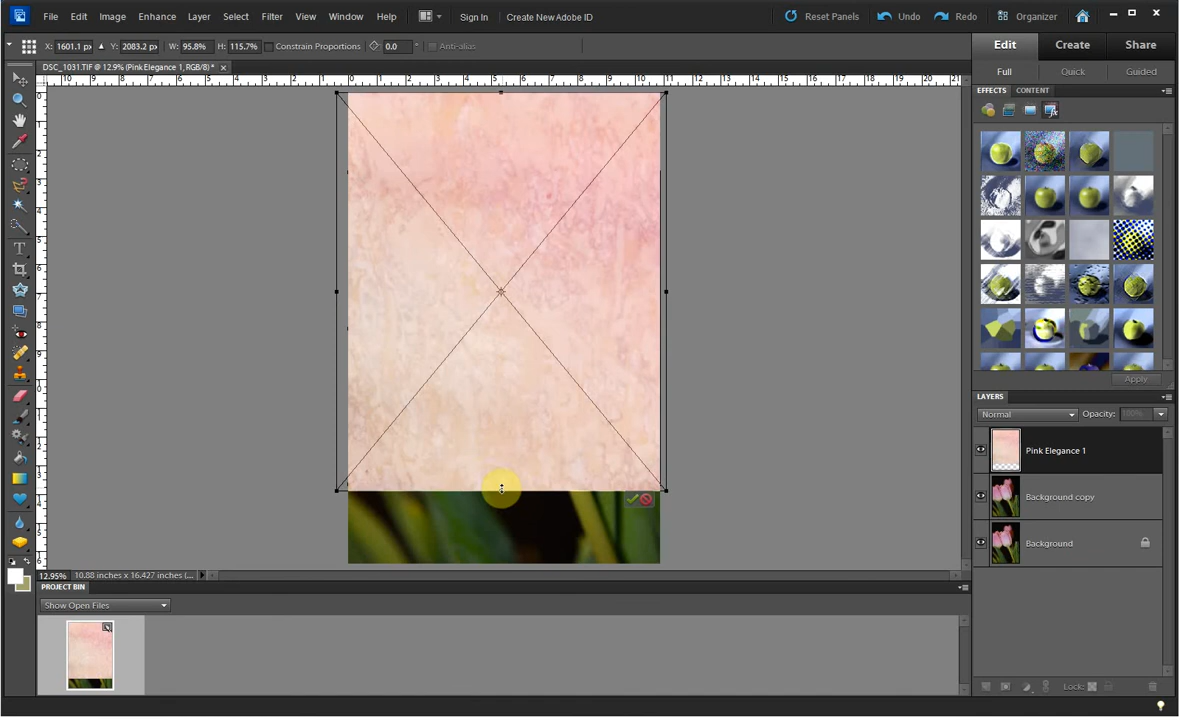 File Edit Image Enhance Layer Select Filter View Window Help Sign In Create New Adobe ID Reset Panels Undo Redo Organizer
X: 1601.1 px Y: 2083.2 px W: 95.8% H: 115.7% Constrain Proportions 0.0 ° Anti-alias
Edit Create Share
DSC_1031.TIF @ 12.9% (Pink Elegance 1, RGB/8) * ×
Full Quick Guided
EFFECTS CONTENT
Apply
LAYERS
Normal Opacity: 100%
Pink Elegance 1
Background copy
Background
12.95% 10.88 inches x 16.427 inches (...
PROJECT BIN
Show Open Files
Lock: